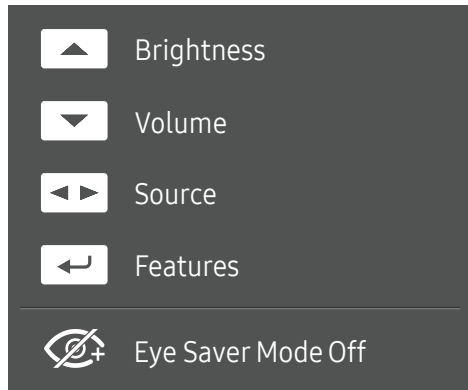 Brightness
Volume
Source
Features
Eye Saver Mode Off